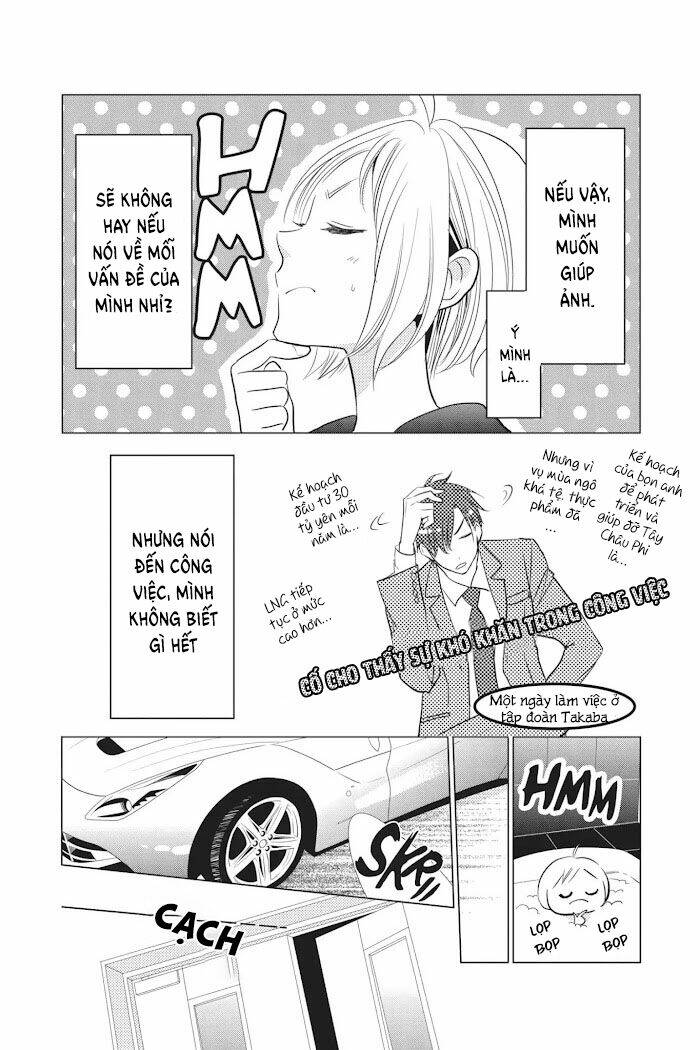 NẾU VẬY,
MÌNH
MUỐN
GIÚP
ẢNH.
Ý
MÌNH
LÀ...
HMM
SẼ KHÔNG
HAY NẾU
NÓI VỀ MỖI
VẤN ĐỀ CỦA
MÌNH NHỈ?
Kế hoạch
của bọn anh
để phát
triển và
giúp đỡ Tây
Châu Phi
là...
Nhưng vì
vụ mùa ngô
khá tệ. thực
phẩm đã ...
Kế hoạch
đầu tư 30
tỷ yên mỗi
năm là...
LNG tiếp
tục ở mức
cao hơn...
CỐ CHO THẤY SỰ KHÓ KHĂN TRONG CÔNG VIỆC
Một ngày làm việc ở
tập đoàn Takaba
NHƯNG NÓI
ĐẾN CÔNG
VIỆC, MÌNH
KHÔNG BIẾT
GÌ HẾT
HMM
LỌP
BỌP
LỌP
BỌP
SKR
CẠCH